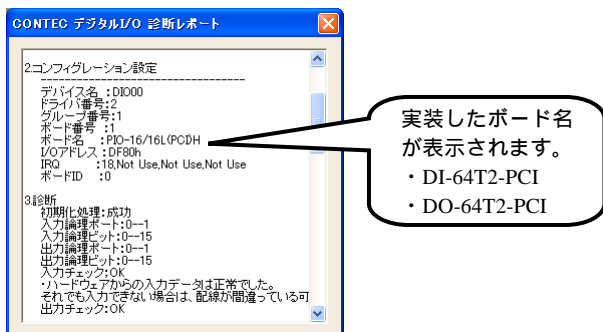 CONTEC デジタルI/O 診断レポート
2.コンフィグレーション設定
---------------------------------
デバイス名 :DIO00
ドライバ番号:2
グループ番号:1
ボード番号 :1
ボード名 :PIO-16/16L(PCI)H
I/Oアドレス :DF80h
IRQ :18,Not Use,Not Use,Not Use
ボードID :0
3.診断
初期化処理:成功
入力論理ポート:0--1
入力論理ビット:0--15
出力論理ポート:0--1
出力論理ビット:0--15
入力チェック:OK
・ハードウェアからの入力データは正常でした。
それでも入力できない場合は、配線が間違っている可
出力チェック:OK
実装したボード名
が表示されます。
・DI-64T2-PCI
・DO-64T2-PCI